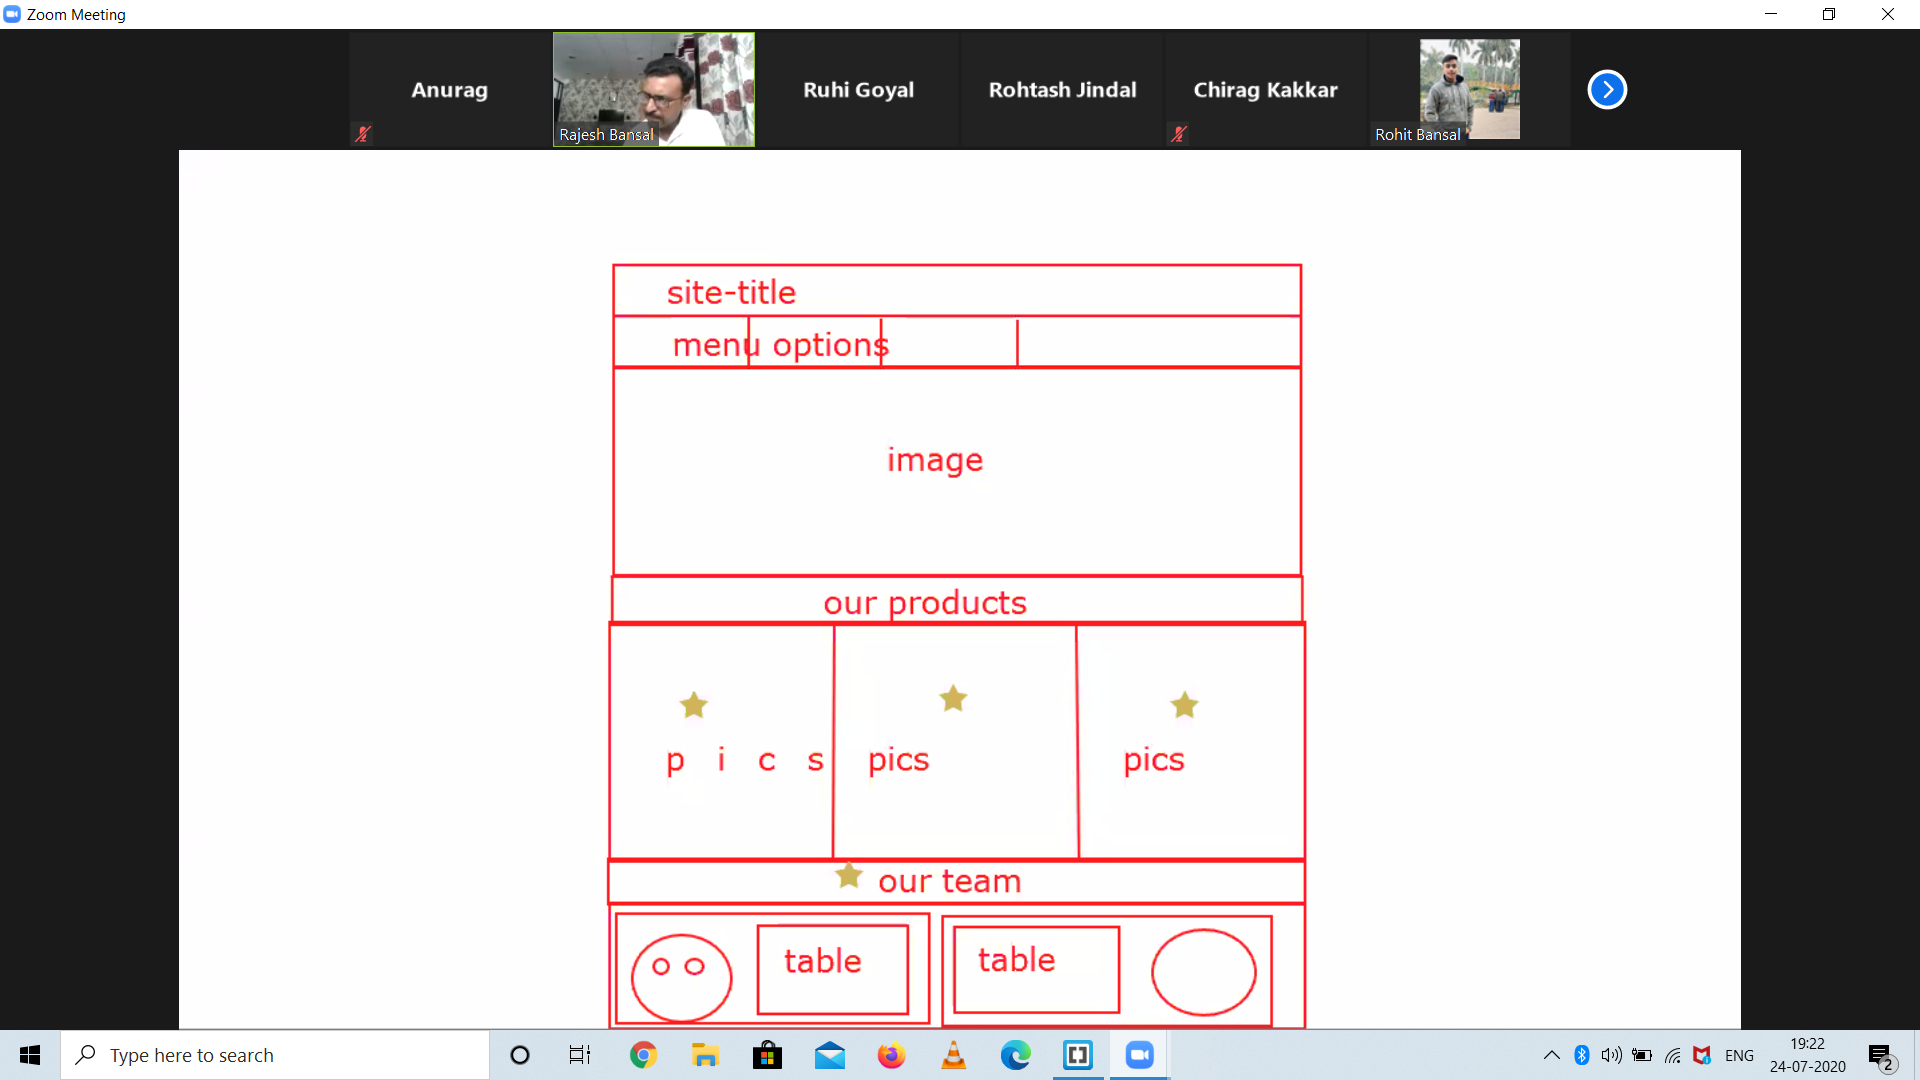 Zoom Meeting
Anurag
Rajesh Bansal
Ruhi Goyal
Rohtash Jindal
Chirag Kakkar
Rohit Bansal
site-title
menu options
image
our products
p i c s
pics
pics
our team
table
table
Type here to search
ENG
19:22
24-07-2020
2